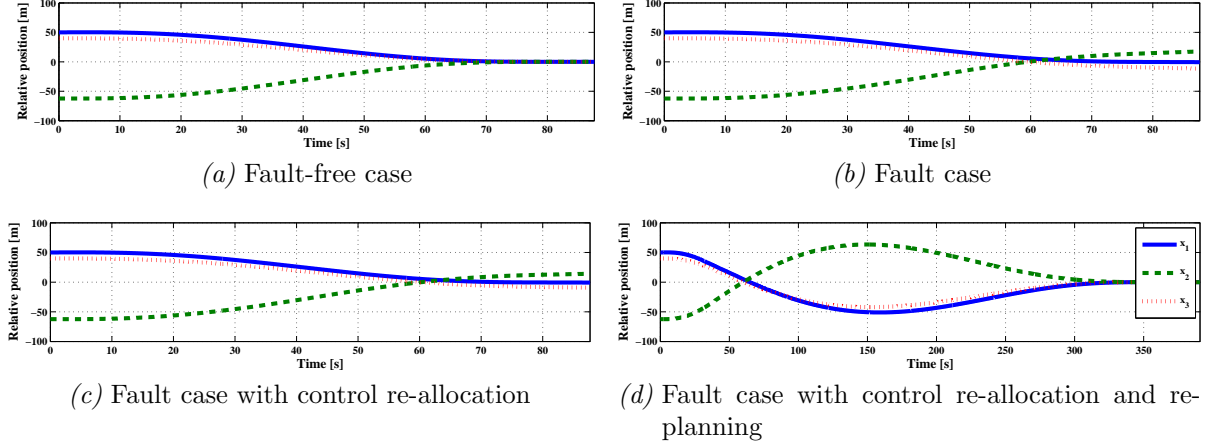 Relative position [m]
100
50
0
−50
−100
0 10 20 30 40 50 60 70 80
Time [s]
(a) Fault-free case
Relative position [m]
100
50
0
−50
−100
0 10 20 30 40 50 60 70 80
Time [s]
(b) Fault case
Relative position [m]
100
50
0
−50
−100
0 10 20 30 40 50 60 70 80
Time [s]
(c) Fault case with control re-allocation
Relative position [m]
100
50
0
−50
−100
0 50 100 150 200 250 300 350
Time [s]
x1
x2
x3
(d) Fault case with control re-allocation and re-
planning